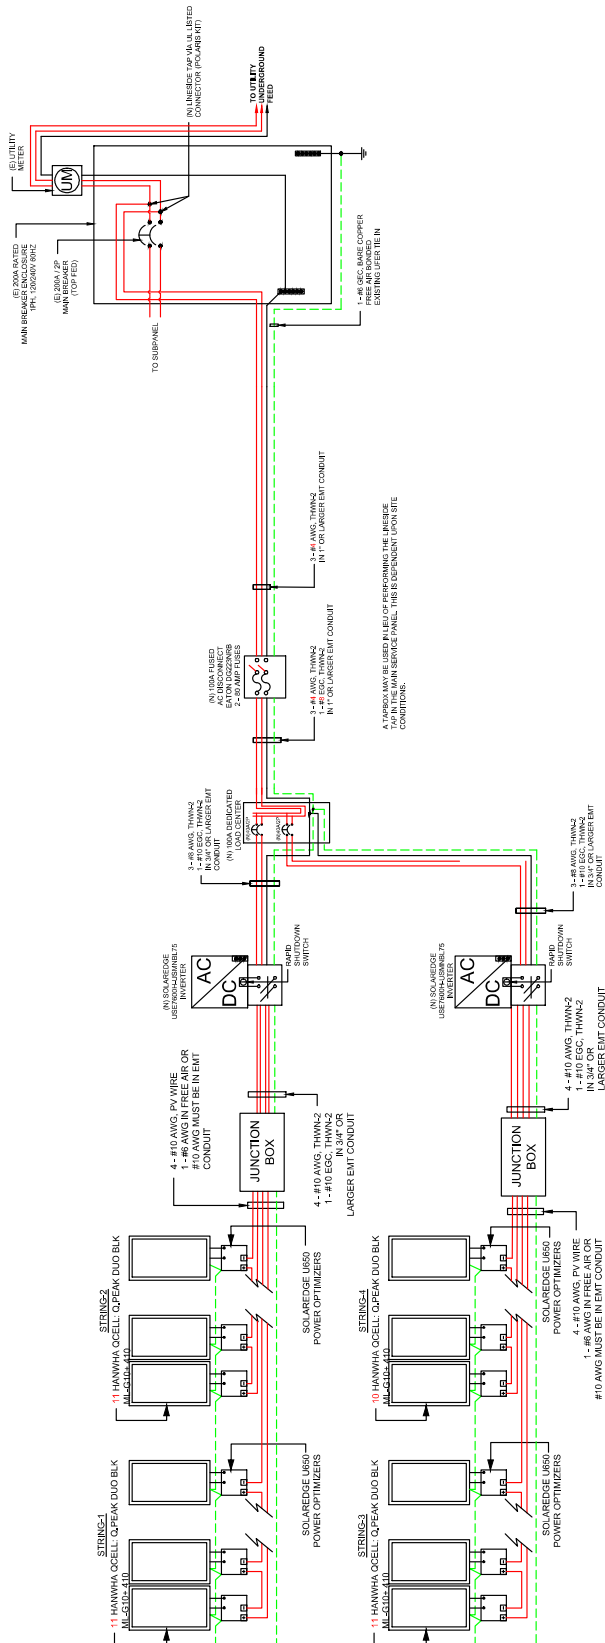 (N) LINESIDE TAP VIA UL LISTED
CONNECTOR (POLARIS KIT)
TO UTILITY
UNDERGROUND
FEED
(E) UTILITY
METER
UM
(E) 200A RATED
MAIN BREAKER ENCLOSURE
1PH, 120/240V 60HZ
(E) 200A / 2P
MAIN BREAKER
(TOP FED)
TO SUBPANEL
1 - #6 GEC, BARE COPPER
FREE AIR BONDED
EXISTING UFER TIE IN
3 - #4 AWG, THWN-2
IN 1" OR LARGER EMT CONDUIT
(N) 100A FUSED
AC DISCONNECT
EATON DG223NRB
2 - 80 AMP FUSES
3 - #4 AWG, THWN-2
1 - #8 EGC, THWN-2
IN 1" OR LARGER EMT CONDUIT
A TAPBOX MAY BE USED IN LIEU OF PERFORMING THE LINESIDE
TAP IN THE MAIN SERVICE PANEL. THIS IS DEPENDENT UPON SITE
CONDITIONS.
(N) 100A DEDICATED
LOAD CENTER
3 - #8 AWG, THWN-2
1 - #10 EGC, THWN-2
IN 3/4" OR LARGER EMT
CONDUIT
3 - #8 AWG, THWN-2
1 - #10 EGC, THWN-2
IN 3/4" OR LARGER EMT
CONDUIT
(N) SOLAREDGE
USE7600H-USMNBL75
INVERTER
AC
DC
RAPID
SHUTDOWN
SWITCH
(N) SOLAREDGE
USE7600H-USMNBL75
INVERTER
AC
DC
RAPID
SHUTDOWN
SWITCH
4 - #10 AWG, PV WIRE
1 - #6 AWG IN FREE AIR OR
#10 AWG MUST BE IN EMT
CONDUIT
4 - #10 AWG, THWN-2
1 - #10 EGC, THWN-2
IN 3/4" OR
LARGER EMT CONDUIT
4 - #10 AWG, THWN-2
1 - #10 EGC, THWN-2
IN 3/4" OR
LARGER EMT CONDUIT
JUNCTION
BOX
JUNCTION
BOX
4 - #10 AWG, PV WIRE
1 - #6 AWG IN FREE AIR OR
#10 AWG MUST BE IN EMT CONDUIT
STRING-2
11 HANWHA QCELL: Q.PEAK DUO BLK
ML-G10+ 410
SOLAREDGE U650
POWER OPTIMIZERS
STRING-4
10 HANWHA QCELL: Q.PEAK DUO BLK
ML-G10+ 410
SOLAREDGE U650
POWER OPTIMIZERS
STRING-1
11 HANWHA QCELL: Q.PEAK DUO BLK
ML-G10+ 410
SOLAREDGE U650
POWER OPTIMIZERS
STRING-3
11 HANWHA QCELL: Q.PEAK DUO BLK
ML-G10+ 410
SOLAREDGE U650
POWER OPTIMIZERS